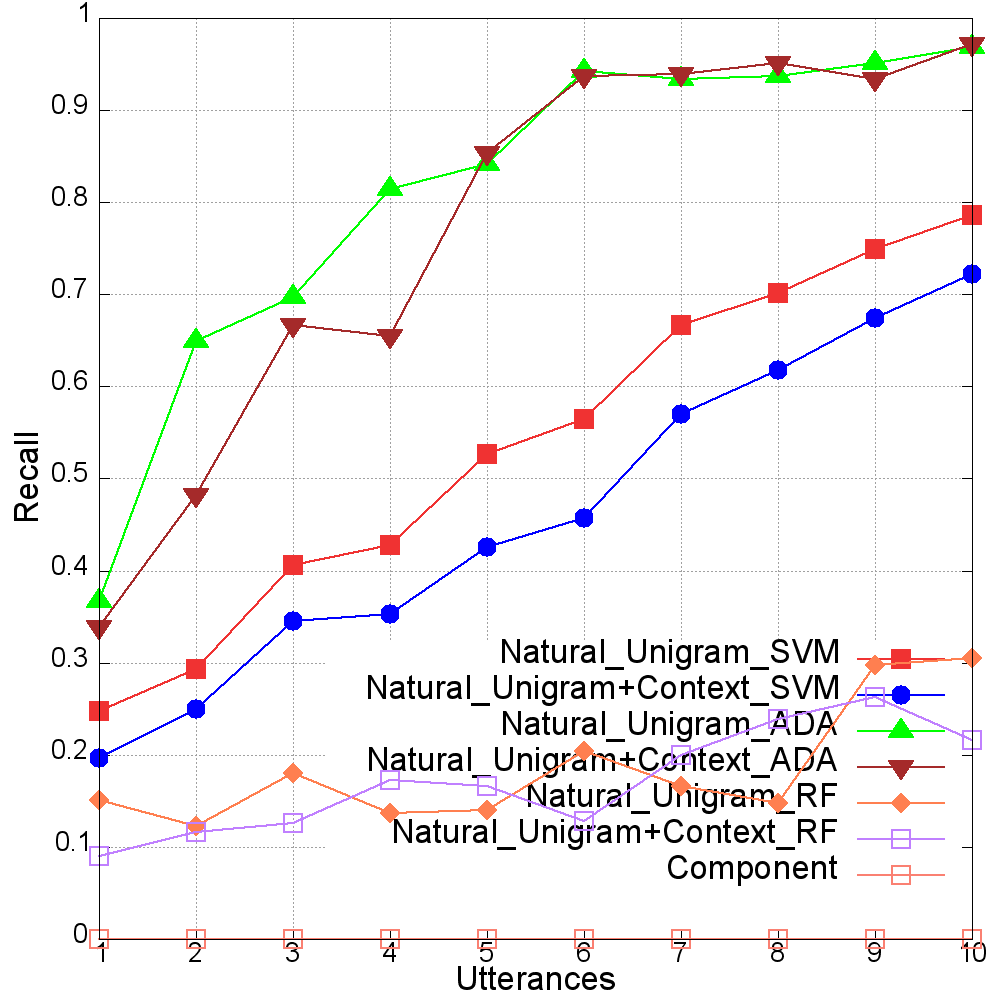 1
0.9
0.8
0.7
0.6
0.5
0.4
0.3
0.2
0.1
0
Recall
Natural_Unigram_SVM
Natural_Unigram+Context_SVM
Natural_Unigram_ADA
Natural_Unigram+Context_ADA
Natural_Unigram_RF
Natural_Unigram+Context_RF
Component
1 2 3 4 5 6 7 8 9 10
Utterances